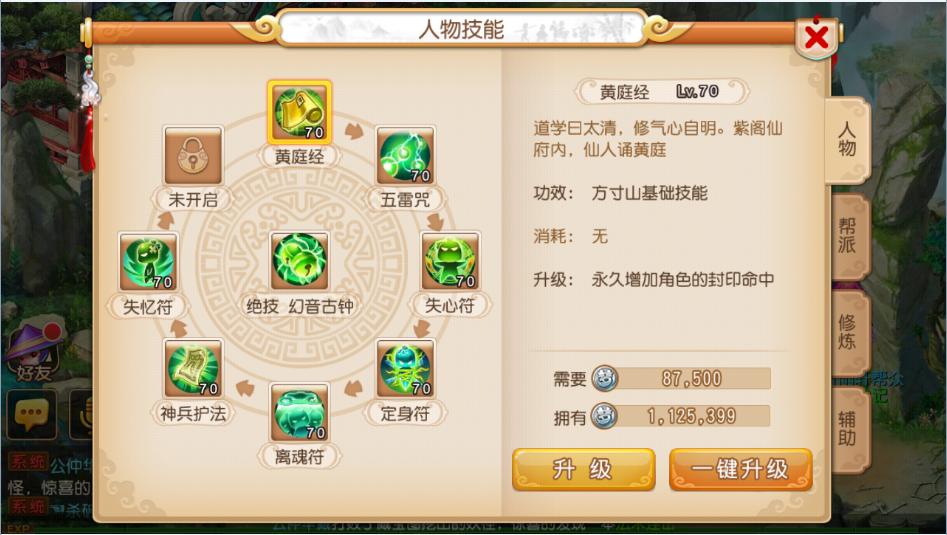 人物技能
黄庭经 Lv.70
道学曰太清，修气心自明。紫阁仙
府内，仙人诵黄庭
功效： 方寸山基础技能
消耗： 无
升级： 永久增加角色的封印命中
需要 87,500
拥有 1,125,399
升 级
一键升级
70
黄庭经
未开启
70
五雷咒
70
失忆符
绝技 幻音古钟
70
失心符
70
神兵护法
70
定身符
70
离魂符
人物
帮派
修炼
辅助
好友
系统 公仲
怪，惊喜的
系统
EXP